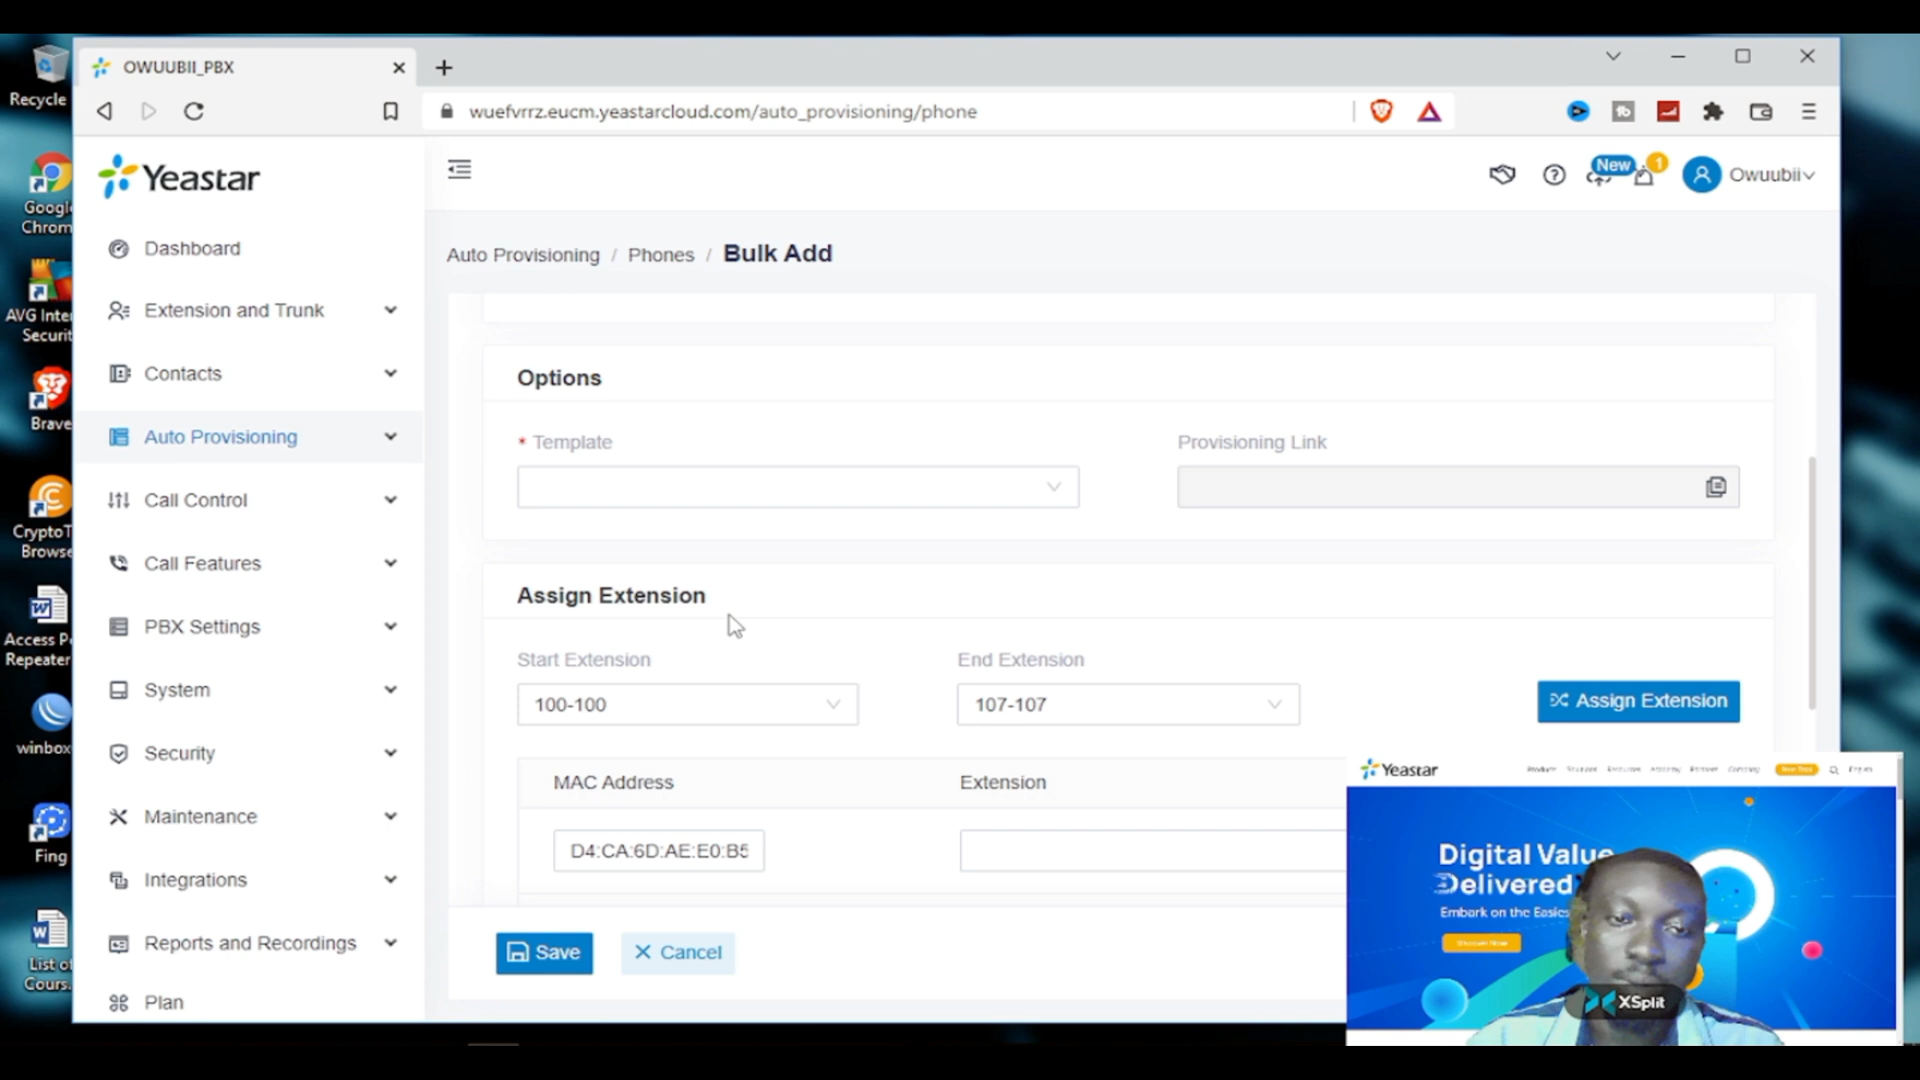 Recycle
Google
Chrom
AVG Inte
Securit
Brave
CryptoT
Browse
Access P
Repeater
winbox
Fing
List of
Cours.
OWUUBII_PBX
wuefvrrz.eucm.yeastarcloud.com/auto_provisioning/phone
Yeastar
New
1
Owuubii
Dashboard
Extension and Trunk
Contacts
Auto Provisioning
Call Control
Call Features
PBX Settings
System
Security
Maintenance
Integrations
Reports and Recordings
Plan
Auto Provisioning / Phones / Bulk Add
Options
* Template
Provisioning Link
Assign Extension
Start Extension
End Extension
100-100
107-107
Assign Extension
MAC Address
Extension
D4:CA:6D:AE:E0:B5
Save
Cancel
Yeastar
Digital Value
Delivered
Embark on the Easies
XSplit